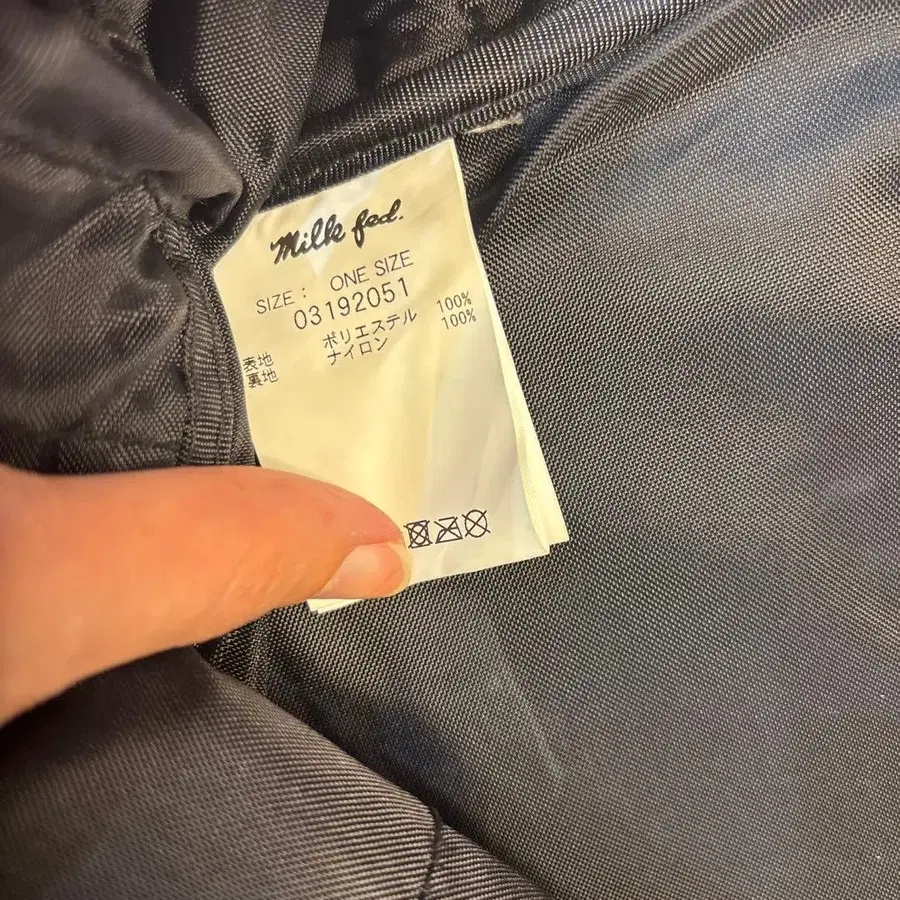 Milk fed.
SIZE : ONE SIZE
03192051
表地 ポリエステル 100%
裏地 ナイロン 100%